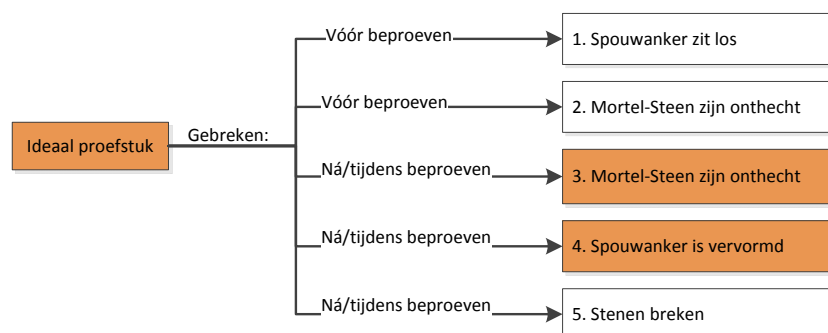 Vóór beproeven
1. Spouwanker zit los
Vóór beproeven
2. Mortel-Steen zijn onthecht
Ideaal proefstuk
Gebreken:
Ná/tijdens beproeven
3. Mortel-Steen zijn onthecht
Ná/tijdens beproeven
4. Spouwanker is vervormd
Ná/tijdens beproeven
5. Stenen breken